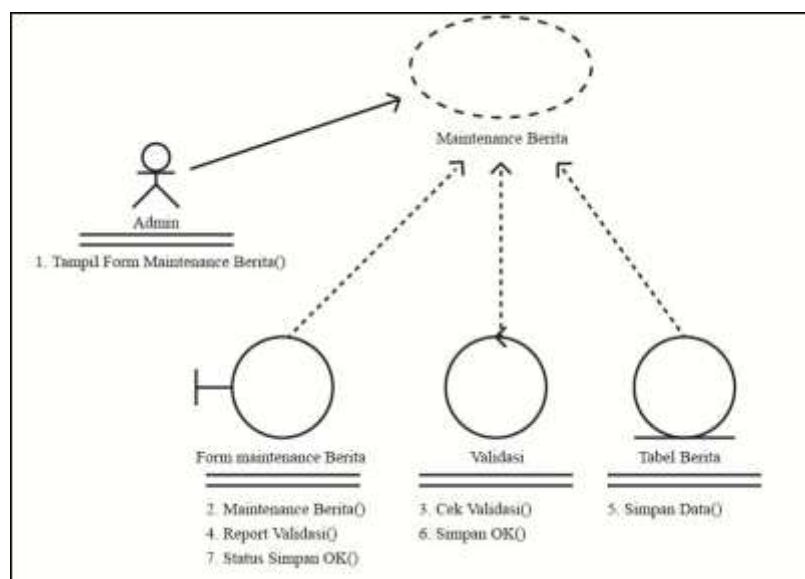 Maintenance Berita
Admin
1. Tampil Form Maintenance Berita()
Form maintenance Berita
2. Maintenance Berita()
4. Report Validasi()
7. Status Simpan OK()
Validasi
3. Cek Validasi()
6. Simpan OK()
Tabel Berita
5. Simpan Data()